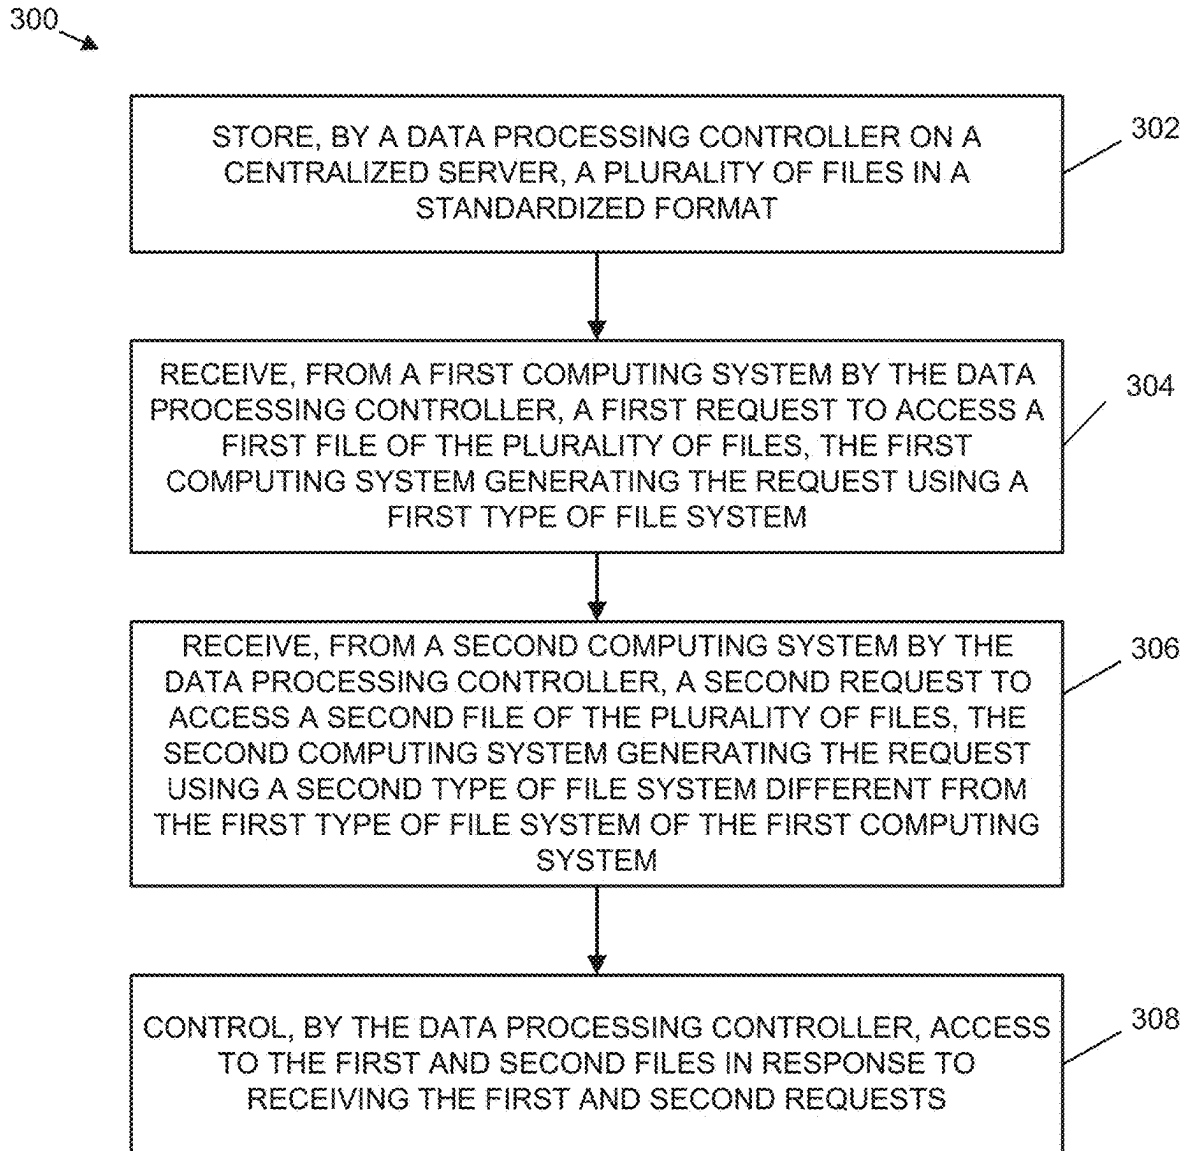 300
STORE, BY A DATA PROCESSING CONTROLLER ON A
CENTRALIZED SERVER, A PLURALITY OF FILES IN A
STANDARDIZED FORMAT
302
RECEIVE, FROM A FIRST COMPUTING SYSTEM BY THE DATA
PROCESSING CONTROLLER, A FIRST REQUEST TO ACCESS A
FIRST FILE OF THE PLURALITY OF FILES, THE FIRST
COMPUTING SYSTEM GENERATING THE REQUEST USING A
FIRST TYPE OF FILE SYSTEM
304
RECEIVE, FROM A SECOND COMPUTING SYSTEM BY THE
DATA PROCESSING CONTROLLER, A SECOND REQUEST TO
ACCESS A SECOND FILE OF THE PLURALITY OF FILES, THE
SECOND COMPUTING SYSTEM GENERATING THE REQUEST
USING A SECOND TYPE OF FILE SYSTEM DIFFERENT FROM
THE FIRST TYPE OF FILE SYSTEM OF THE FIRST COMPUTING
SYSTEM
306
CONTROL, BY THE DATA PROCESSING CONTROLLER, ACCESS
TO THE FIRST AND SECOND FILES IN RESPONSE TO
RECEIVING THE FIRST AND SECOND REQUESTS
308